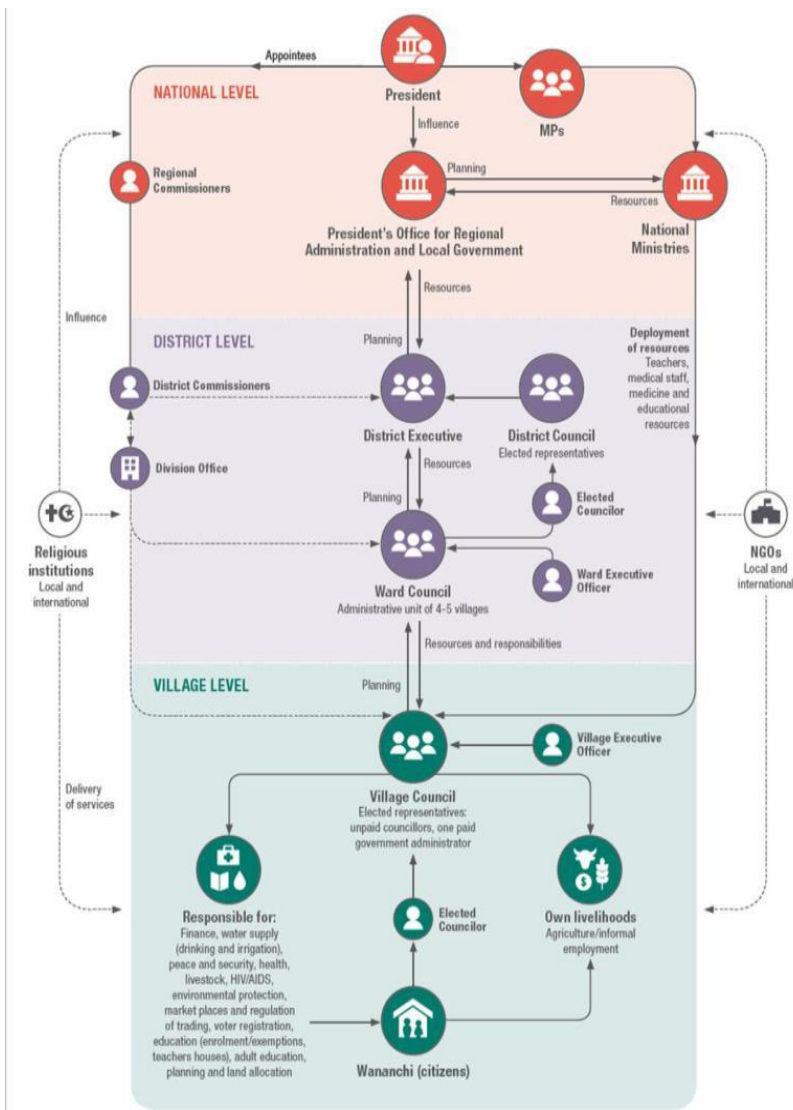 Appointees
NATIONAL LEVEL
President
MPs
Influence
Regional
Commissioners
Planning
Resources
President's Office for Regional
Administration and Local Government
National
Ministries
Resources
Influence
Planning
DISTRICT LEVEL
Deployment
of resources
Teachers,
medical staff,
medicine and
educational
resources
District Commissioners
District Executive
District Council
Elected representatives
Resources
Division Office
Planning
Elected
Councilor
Religious
institutions
Local and
international
NGOs
Local and
international
Ward Council
Administrative unit of 4-5 villages
Ward Executive
Officer
Resources and responsibilities
VILLAGE LEVEL
Planning
Village Executive
Officer
Village Council
Elected representatives:
unpaid councillors, one paid
government administrator
Delivery
of services
Responsible for:
Finance, water supply
(drinking and irrigation),
peace and security, health,
livestock, HIV/AIDS,
environmental protection,
market places and regulation
of trading, voter registration,
education (enrolment/exemptions,
teachers houses), adult education,
planning and land allocation
Elected
Councilor
Own livelihoods
Agriculture/informal
employment
Wananchi (citizens)